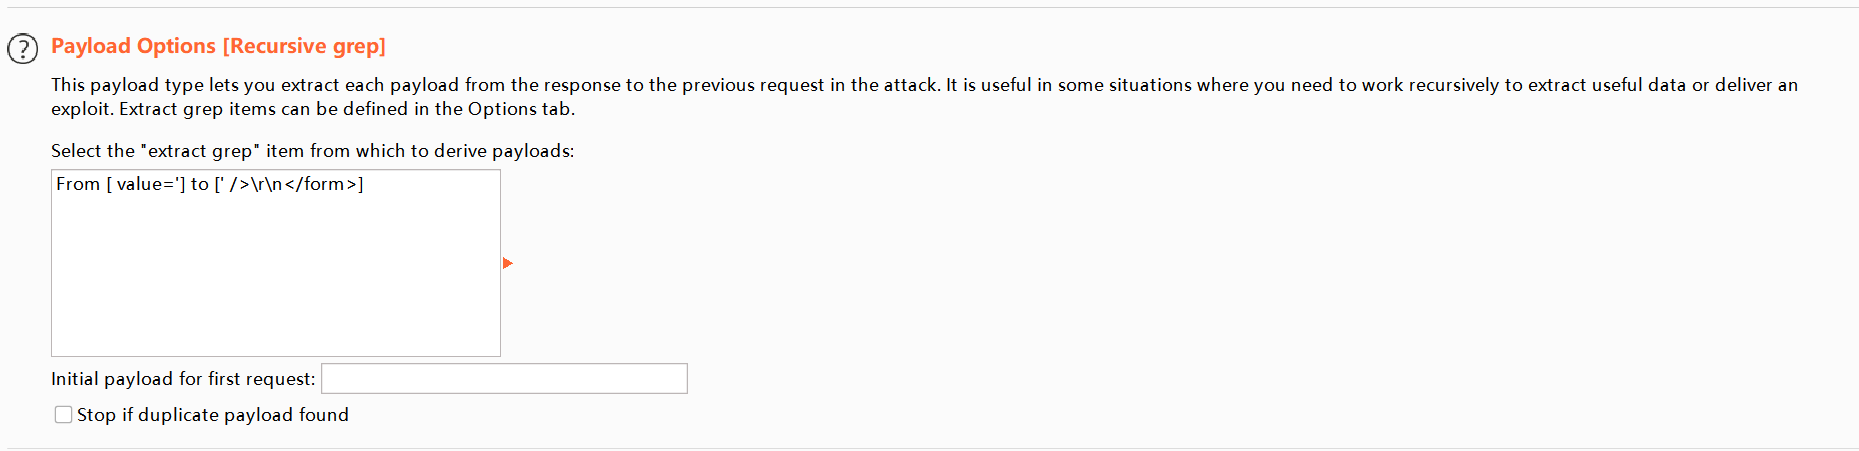 Payload Options [Recursive grep]
This payload type lets you extract each payload from the response to the previous request in the attack. It is useful in some situations where you need to work recursively to extract useful data or deliver an
exploit. Extract grep items can be defined in the Options tab.
Select the "extract grep" item from which to derive payloads:
From [ value='] to [' />\r\n</form>]
Initial payload for first request:
Stop if duplicate payload found